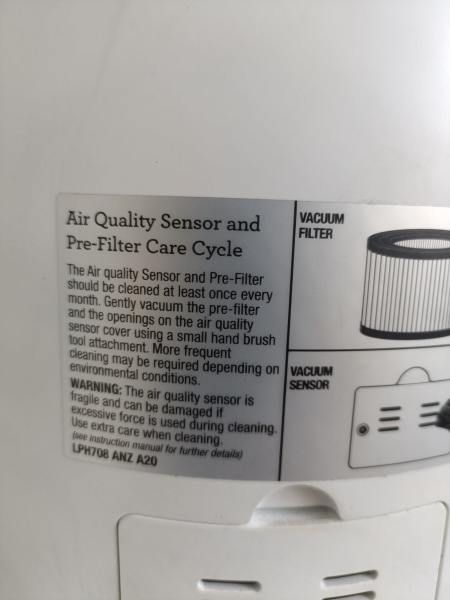 Air Quality Sensor and
Pre-Filter Care Cycle
The Air quality Sensor and Pre-Filter
should be cleaned at least once every
month. Gently vacuum the pre-filter
and the openings on the air quality
sensor cover using a small hand brush
tool attachment. More frequent
cleaning may be required depending on
environmental conditions.
WARNING: The air quality sensor is
fragile and can be damaged if
excessive force is used during cleaning.
Use extra care when cleaning.
(see instruction manual for further details)
LPH708 ANZ A20
VACUUM
FILTER
VACUUM
SENSOR